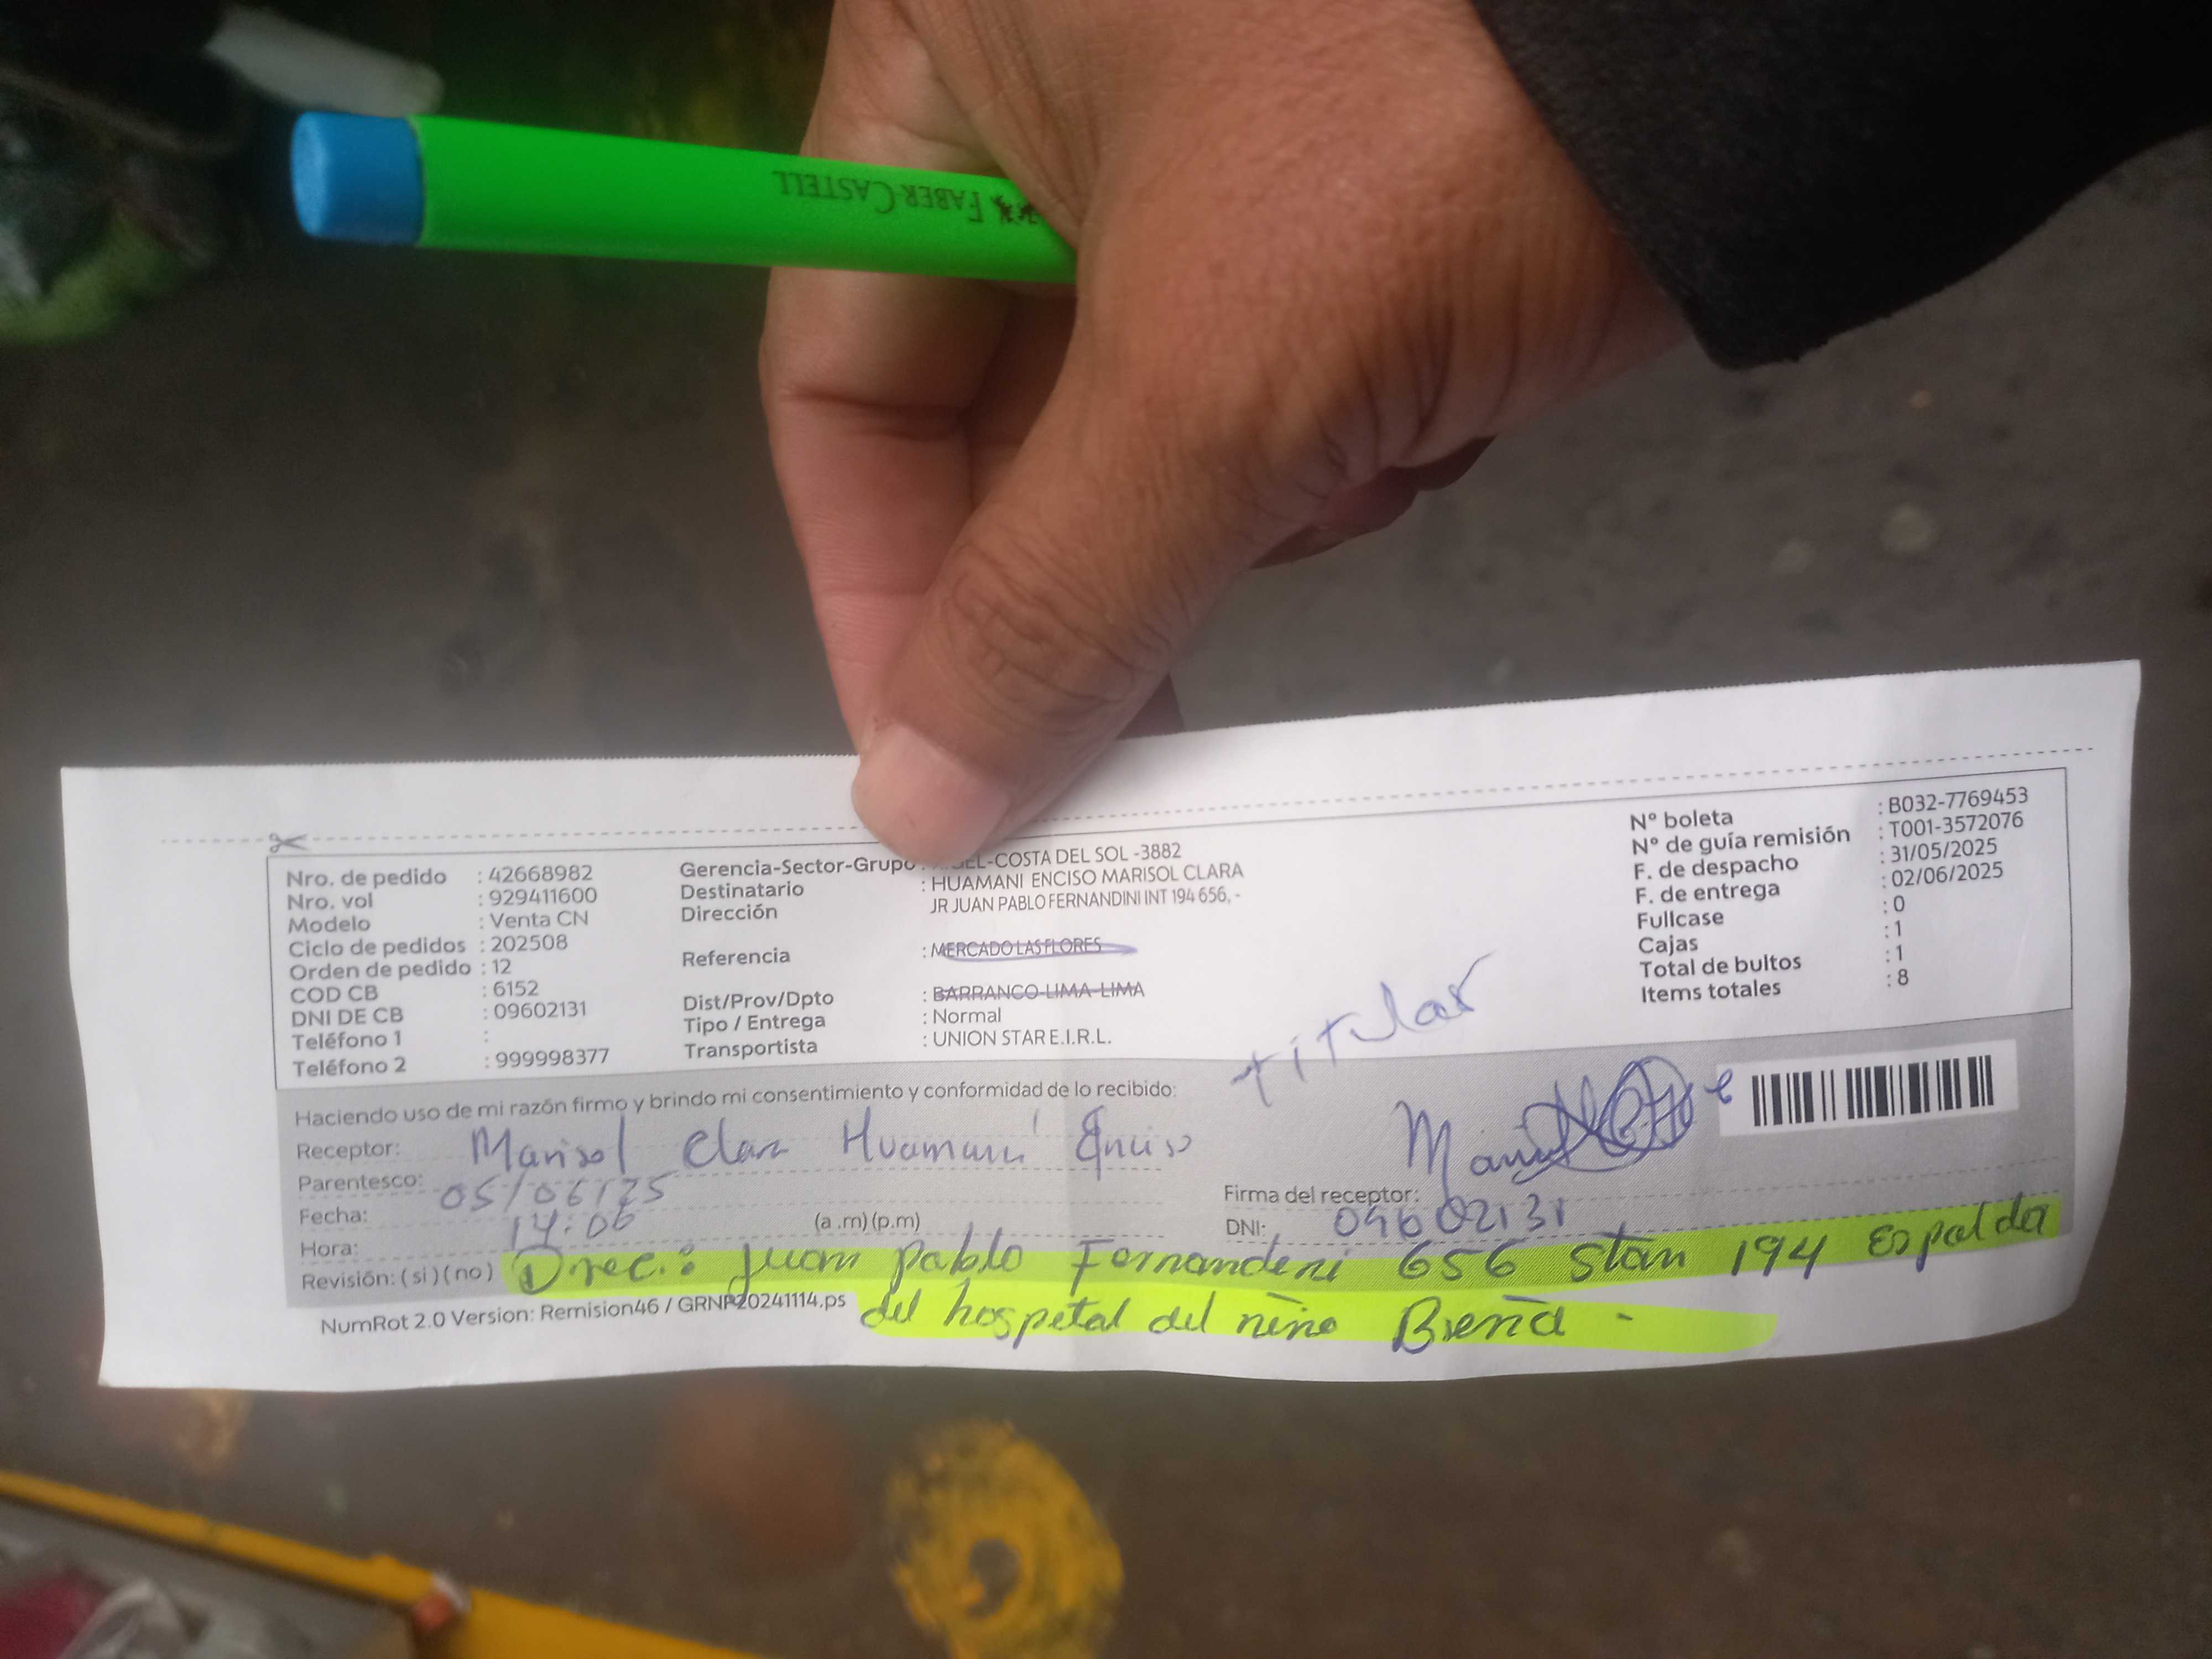 FABER-CASTELL
Nro. de pedido : 42668982
Nro. vol : 929411600
Modelo : Venta CN
Ciclo de pedidos : 202508
Orden de pedido : 12
COD CB : 6152
DNI DE CB : 09602131
Teléfono 1 :
Teléfono 2 : 999998377
Gerencia-Sector-Grupo EL-COSTA DEL SOL -3882
Destinatario : HUAMANI ENCISO MARISOL CLARA
Dirección JR JUAN PABLO FERNANDINI INT 194 656, -
Referencia : MERCADO LAS FLORES
Dist/Prov/Dpto : BARRANCO-LIMA-LIMA
Tipo / Entrega : Normal
Transportista : UNION STAR E.I.R.L.
N° boleta : B032-7769453
N° de guía remisión : T001-3572076
F. de despacho : 31/05/2025
F. de entrega : 02/06/2025
Fullcase : 0
Cajas : 1
Total de bultos : 1
Items totales : 8
titular
Haciendo uso de mi razón firmo y brindo mi consentimiento y conformidad de lo recibido:
Receptor: Marisol Clara Huamaní Enciso
Parentesco:
Fecha: 05/06/25
Hora: 14:06 (a .m) (p.m)
Firma del receptor:
DNI: 09602131
Revisión: ( si ) ( no ) Direc.: Juan pablo Fernandeni 656 Stan 194 Espalda
del hospetal del niño Breña -
NumRot 2.0 Version: Remision46 / GRNP20241114.ps